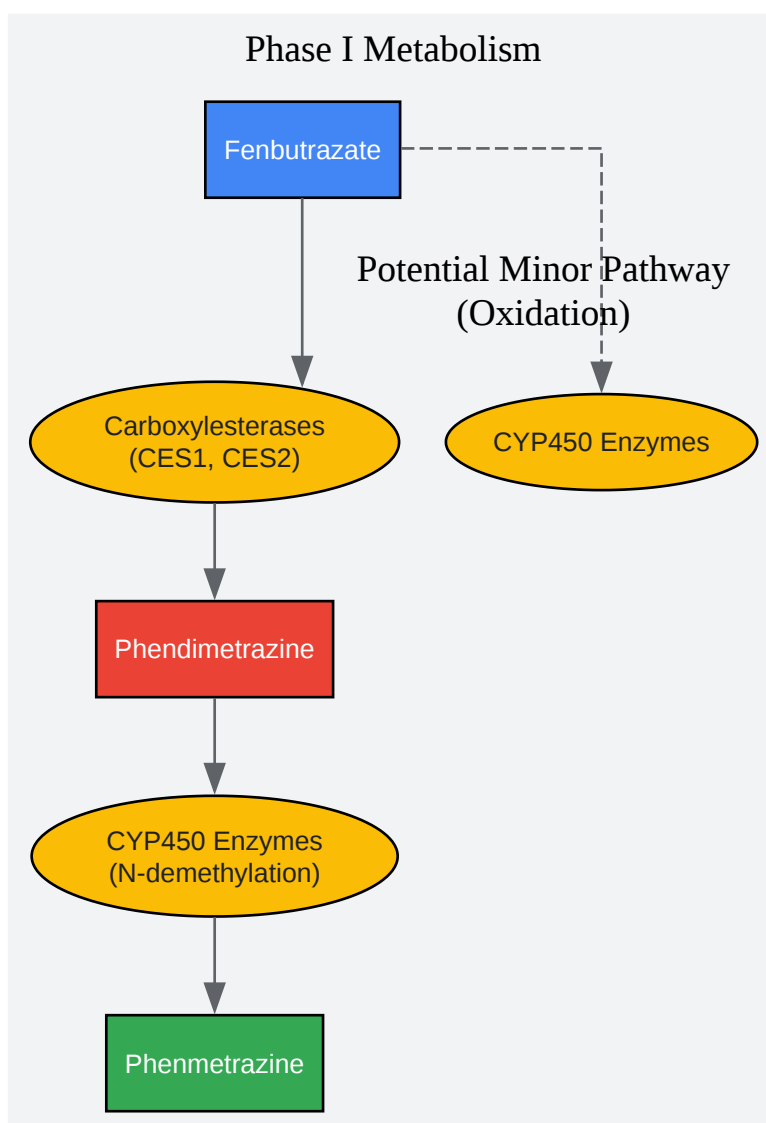 Phase I Metabolism
Fenbutrazate
Potential Minor Pathway
(Oxidation)
Carboxylesterases
(CES1, CES2)
CYP450 Enzymes
Phendimetrazine
CYP450 Enzymes
(N-demethylation)
Phenmetrazine